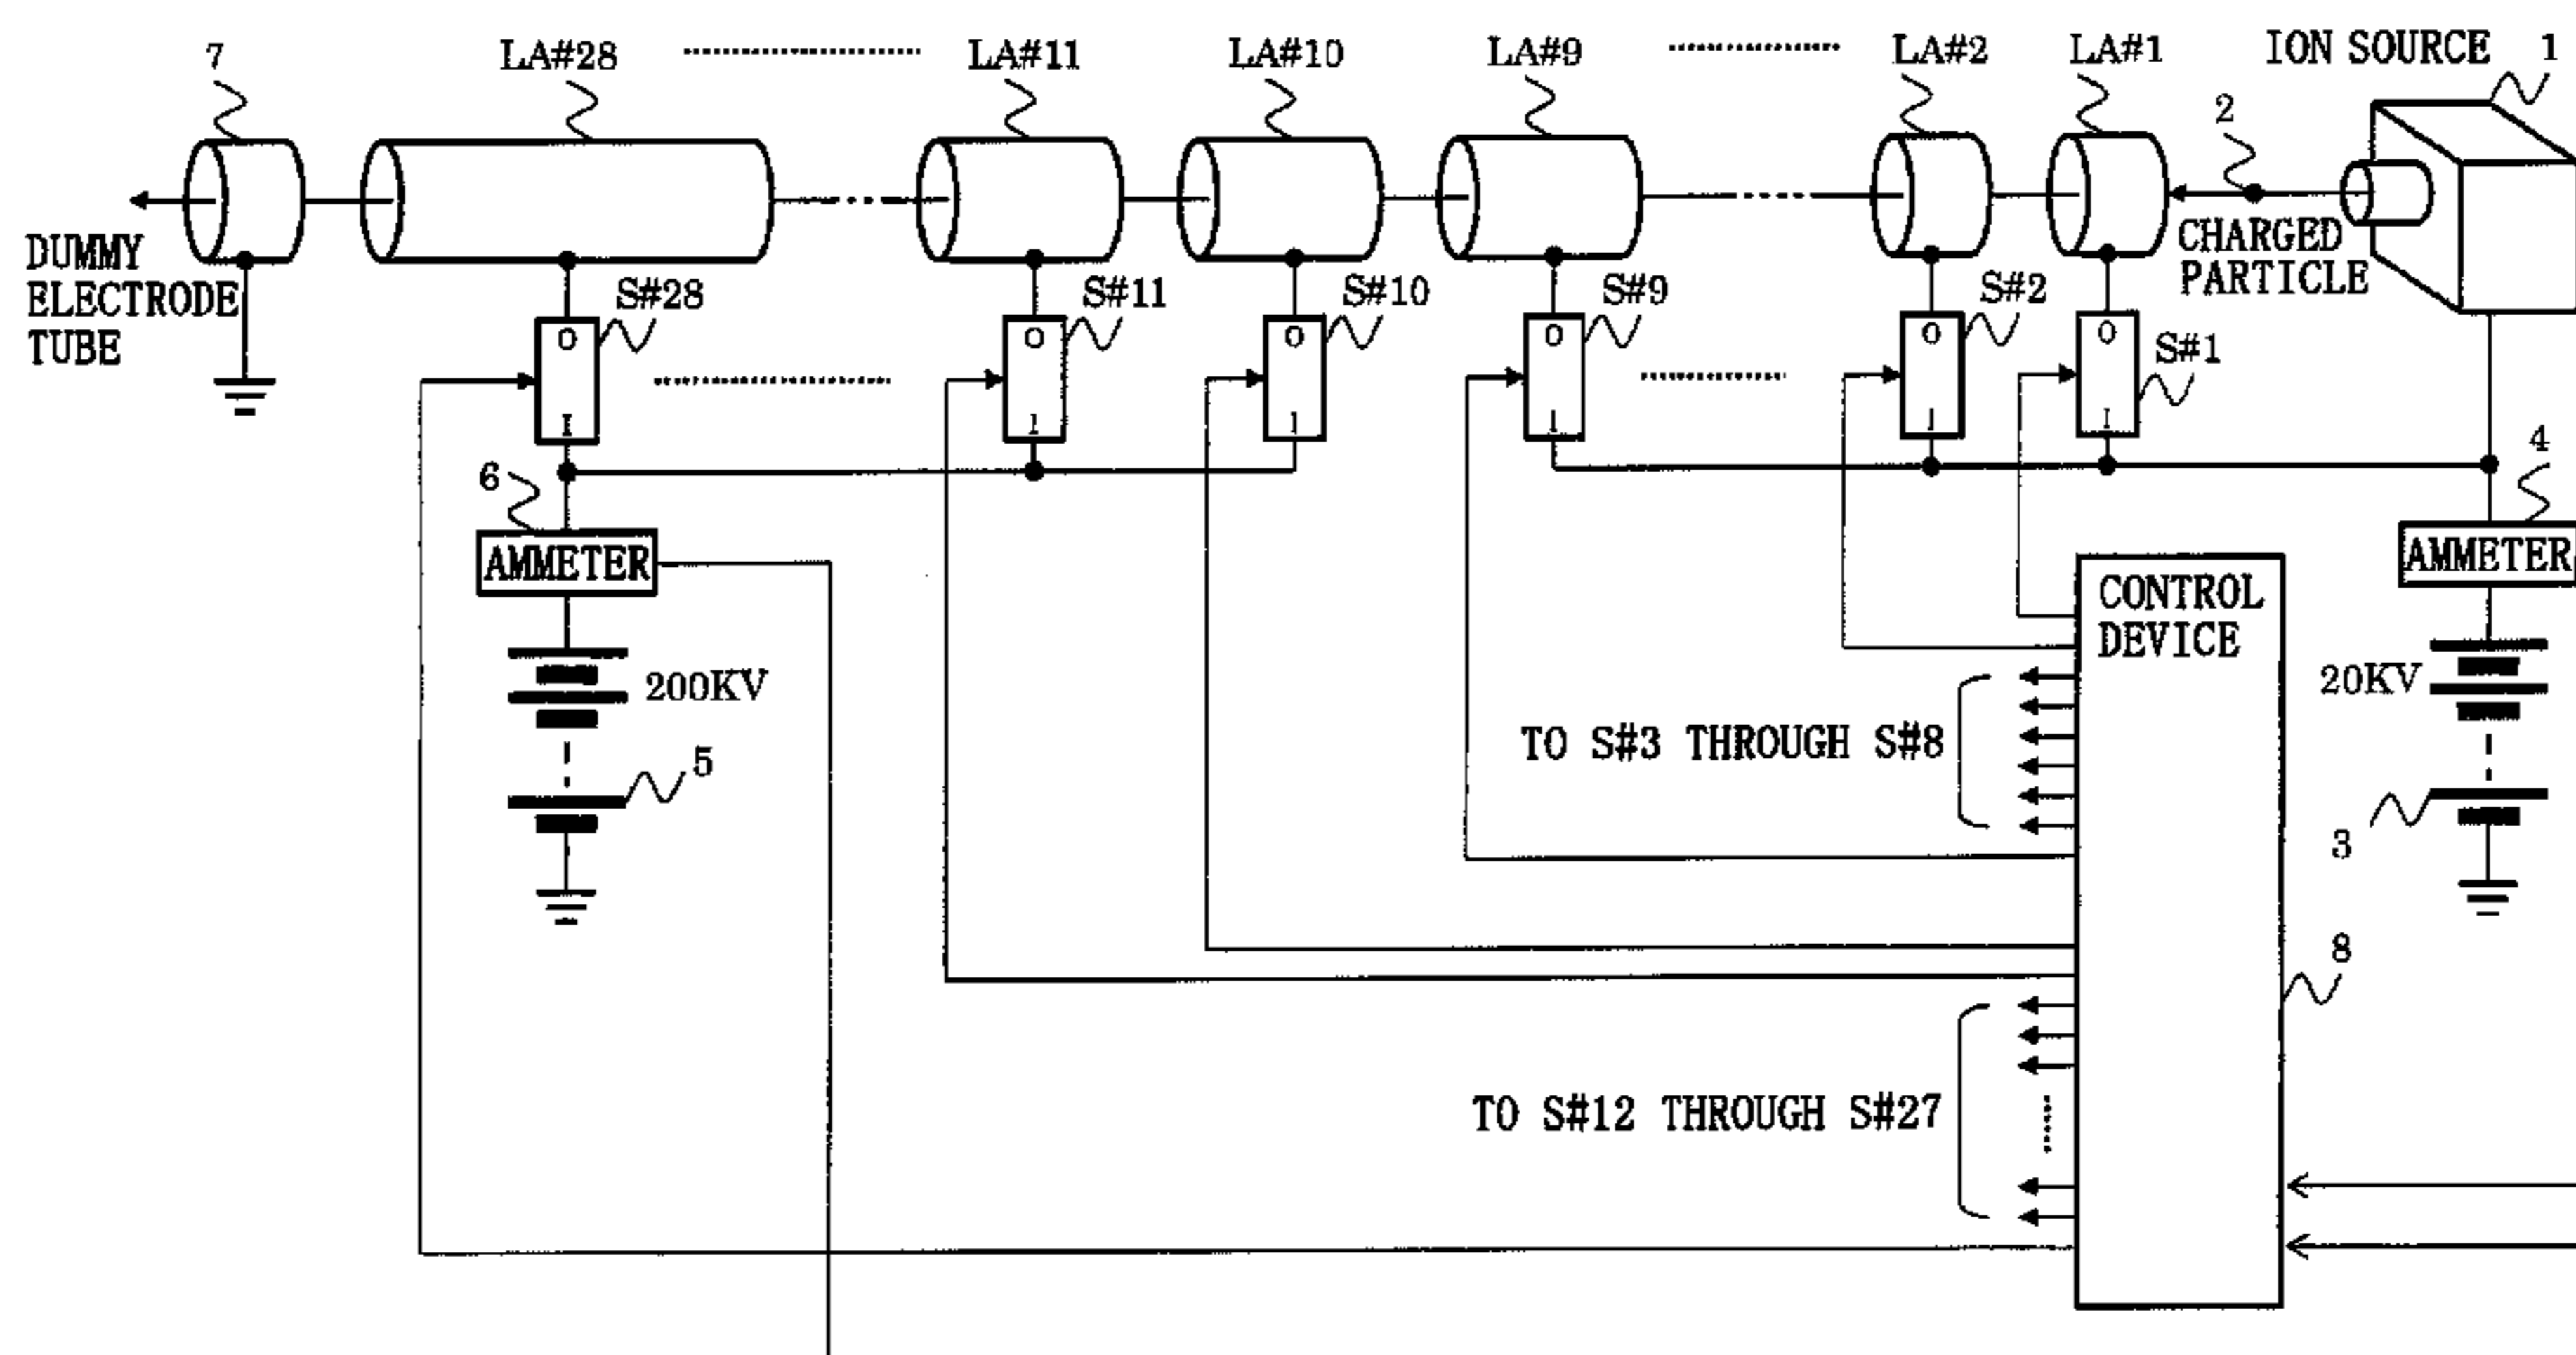 7
LA#28
LA#11
LA#10
LA#9
LA#2
LA#1
ION SOURCE
1
2
CHARGED
PARTICLE
DUMMY
ELECTRODE
TUBE
S#28
S#11
S#10
S#9
S#2
S#1
O
O
O
O
O
O
I
I
I
I
I
I
6
4
AMMETER
AMMETER
CONTROL
DEVICE
200KV
20KV
5
TO S#3 THROUGH S#8
3
8
TO S#12 THROUGH S#27